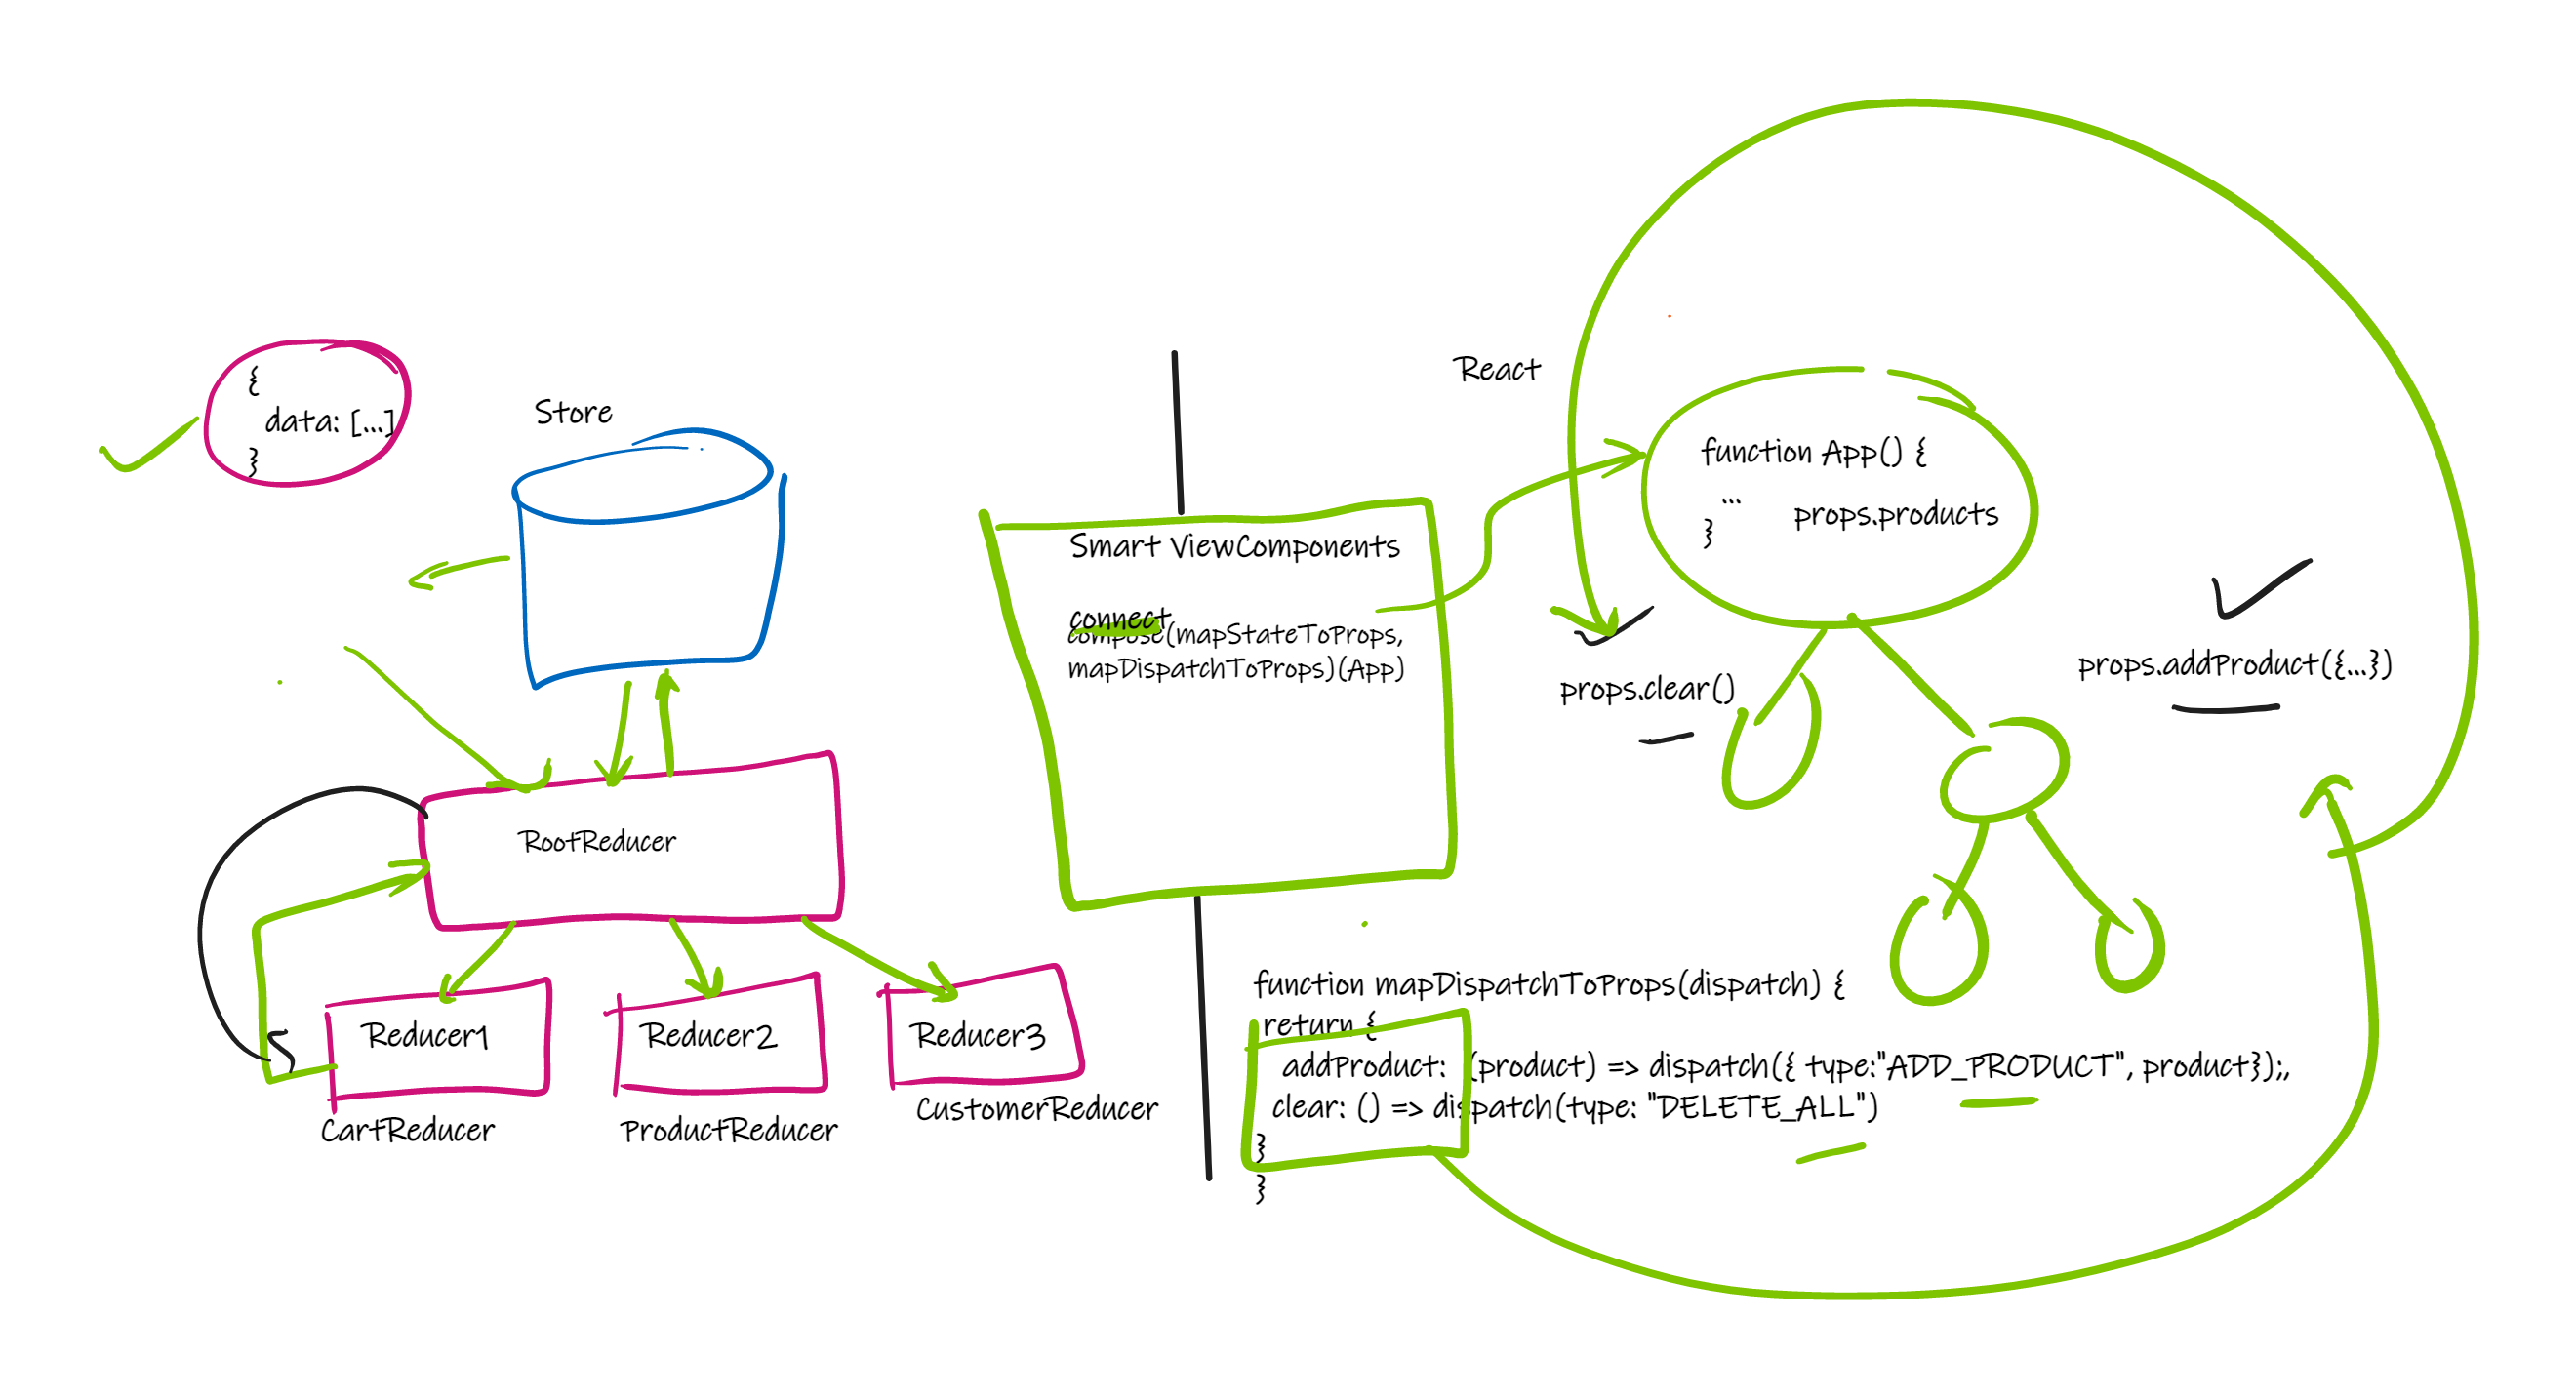 {
data: [...]
}
Store
RootReducer
Reducer1
Reducer2
Reducer3
CartReducer
ProductReducer
CustomerReducer
React
Smart ViewComponents
connect
compose(mapStateToProps,
mapDispatchToProps)(App)
function App() {
...
props.products
}
props.clear()
props.addProduct({...})
function mapDispatchToProps(dispatch) {
return {
addProduct: (product) => dispatch({ type:"ADD_PRODUCT", product});,
clear: () => dispatch(type: "DELETE_ALL")
}
}